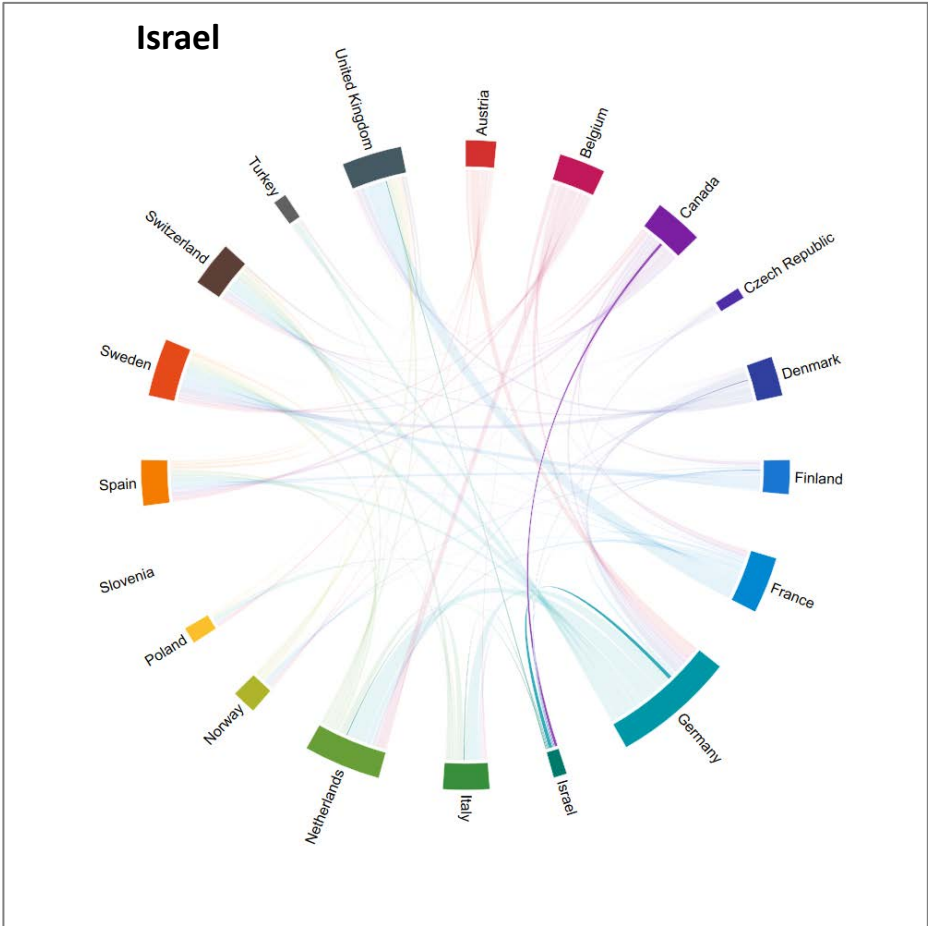 Israel
United Kingdom
Austria
Belgium
Canada
Czech Republic
Denmark
Finland
France
Germany
Israel
Italy
Netherlands
Norway
Poland
Slovenia
Spain
Sweden
Switzerland
Turkey